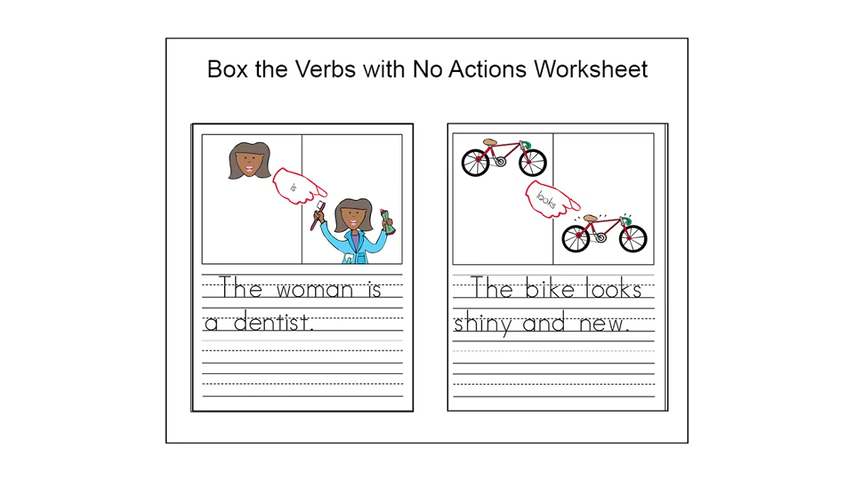 Box the Verbs with No Actions Worksheet
is
The woman is
a dentist.
looks
The bike looks
shiny and new.